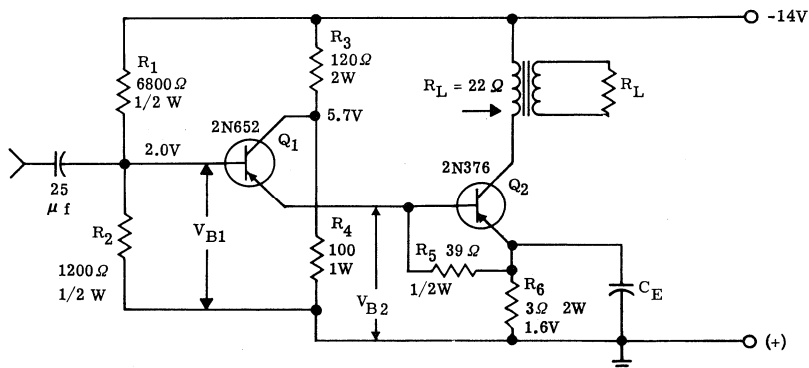 -14V
R1
6800Ω
1/2 W
R3
120Ω
2W
RL = 22 Ω
RL
5.7V
2N652
Q1
2.0V
25
μ f
2N376
Q2
R2
1200Ω
1/2 W
VB1
R4
100
1W
VB2
R5 39 Ω
1/2W
R6
3Ω 2W
1.6V
CE
(+)